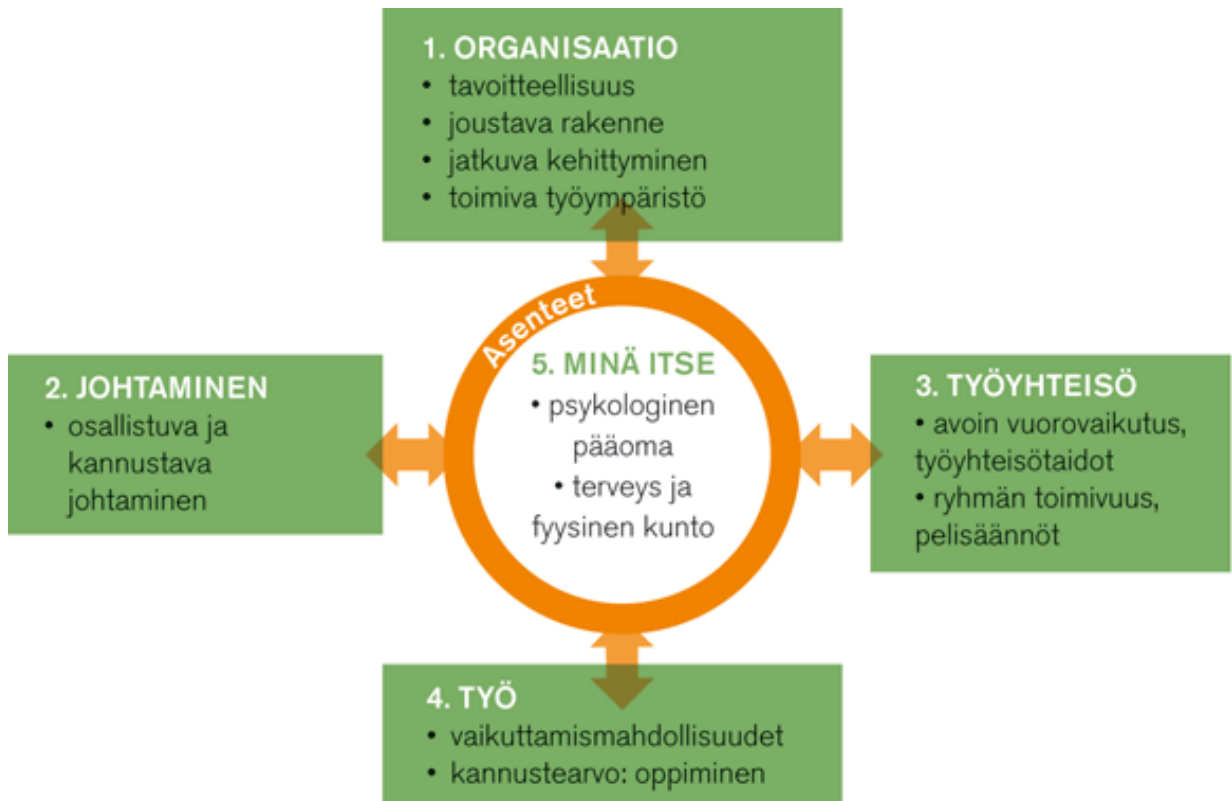 1. ORGANISAATIO
• tavoitteellisuus
• joustava rakenne
• jatkuva kehittyminen
• toimiva työympäristö
Asenteet
5. MINÄ ITSE
• psykologinen
pääoma
• terveys ja
fyysinen kunto
2. JOHTAMINEN
• osallistuva ja
kannustava
johtaminen
3. TYÖYHTEISÖ
• avoin vuorovaikutus,
työyhteisötaidot
• ryhmän toimivuus,
pelisäännöt
4. TYÖ
• vaikuttamismahdollisuudet
• kannustearvo: oppiminen